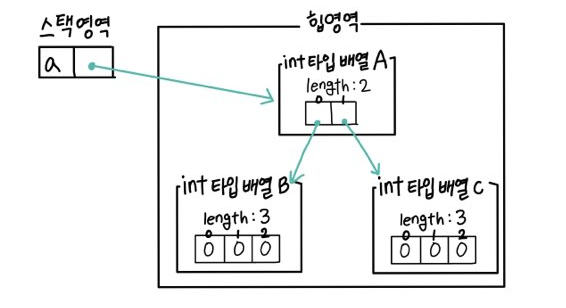 스택영역
a
힙영역
int 타입 배열 A
length : 2
0 1
int 타입 배열 B
length : 3
0 1 2
0 0 0
int 타입 배열 C
length : 3
0 1 2
0 0 0